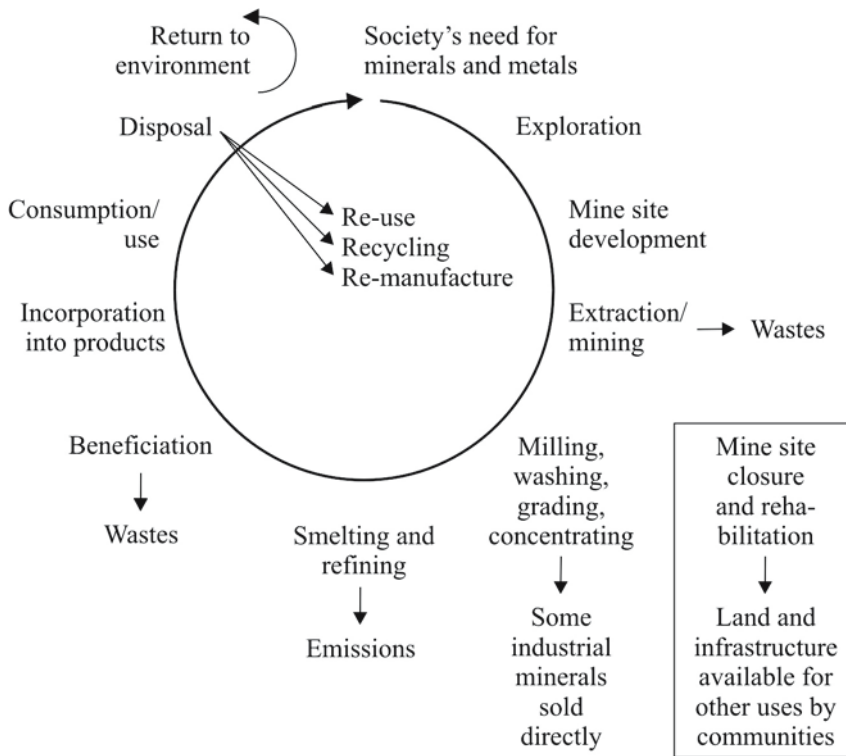 Return to
environment
Society's need for
minerals and metals
Disposal
Exploration
Consumption/
use
Re-use
Recycling
Re-manufacture
Mine site
development
Incorporation
into products
Extraction/
mining
Wastes
Beneficiation
Wastes
Smelting and
refining
Emissions
Milling,
washing,
grading,
concentrating
Some
industrial
minerals
sold
directly
Mine site
closure
and reha-
bilitation
Land and
infrastructure
available for
other uses by
communities